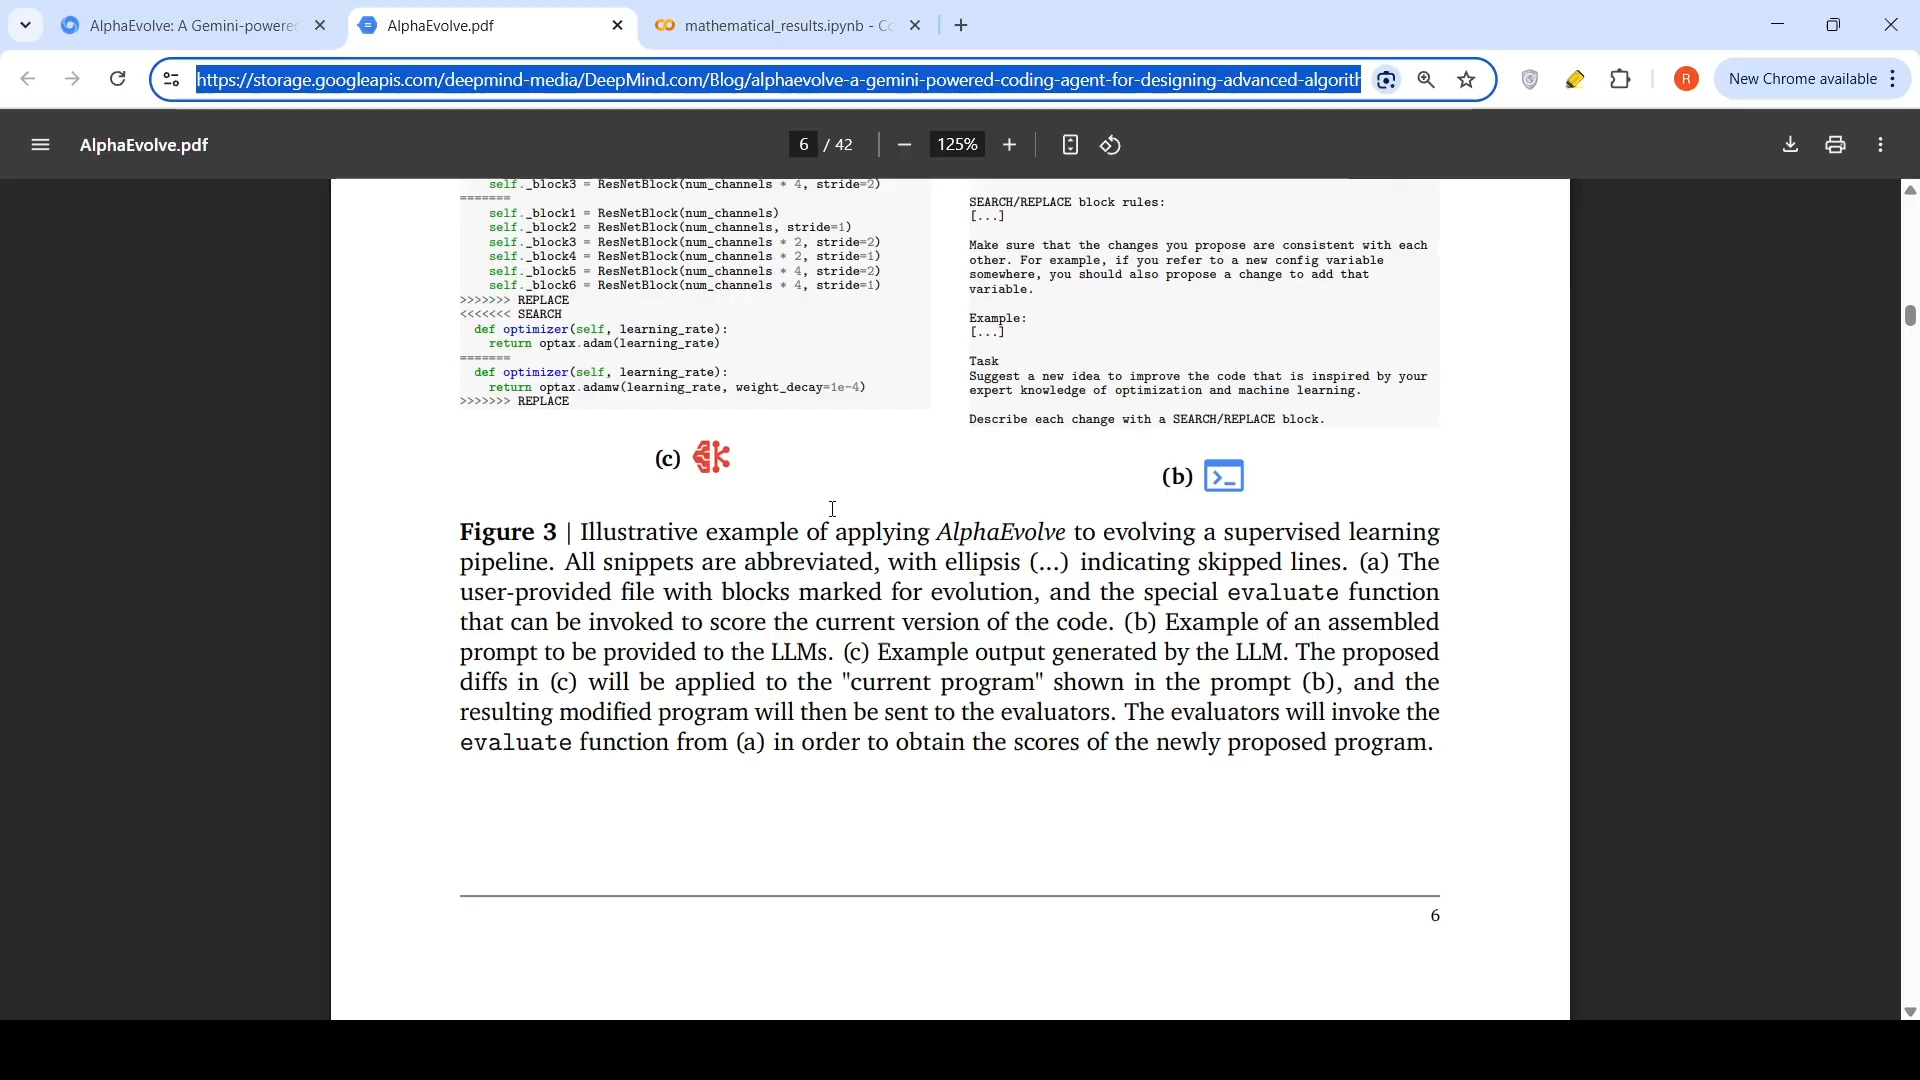 AlphaEvolve: A Gemini-powere
AlphaEvolve.pdf
mathematical_results.ipynb - Co
https://storage.googleapis.com/deepmind-media/DeepMind.com/Blog/alphaevolve-a-gemini-powered-coding-agent-for-designing-advanced-algorith
R
New Chrome available
AlphaEvolve.pdf
6 / 42
125%
self._block3 = ResNetBlock(num_channels * 4, stride=2)
=======
self._block1 = ResNetBlock(num_channels)
self._block2 = ResNetBlock(num_channels, stride=1)
self._block3 = ResNetBlock(num_channels * 2, stride=2)
self._block4 = ResNetBlock(num_channels * 2, stride=1)
self._block5 = ResNetBlock(num_channels * 4, stride=2)
self._block6 = ResNetBlock(num_channels * 4, stride=1)
>>>>>>> REPLACE
<<<<<<< SEARCH
def optimizer(self, learning_rate):
return optax.adam(learning_rate)
=======
def optimizer(self, learning_rate):
return optax.adamw(learning_rate, weight_decay=1e-4)
>>>>>>> REPLACE
(c)
SEARCH/REPLACE block rules:
[...]
Make sure that the changes you propose are consistent with each
other. For example, if you refer to a new config variable
somewhere, you should also propose a change to add that
variable.
Example:
[...]
Task
Suggest a new idea to improve the code that is inspired by your
expert knowledge of optimization and machine learning.
Describe each change with a SEARCH/REPLACE block.
(b)
Figure 3 | Illustrative example of applying AlphaEvolve to evolving a supervised learning
pipeline. All snippets are abbreviated, with ellipsis (...) indicating skipped lines. (a) The
user-provided file with blocks marked for evolution, and the special evaluate function
that can be invoked to score the current version of the code. (b) Example of an assembled
prompt to be provided to the LLMs. (c) Example output generated by the LLM. The proposed
diffs in (c) will be applied to the "current program" shown in the prompt (b), and the
resulting modified program will then be sent to the evaluators. The evaluators will invoke the
evaluate function from (a) in order to obtain the scores of the newly proposed program.
6